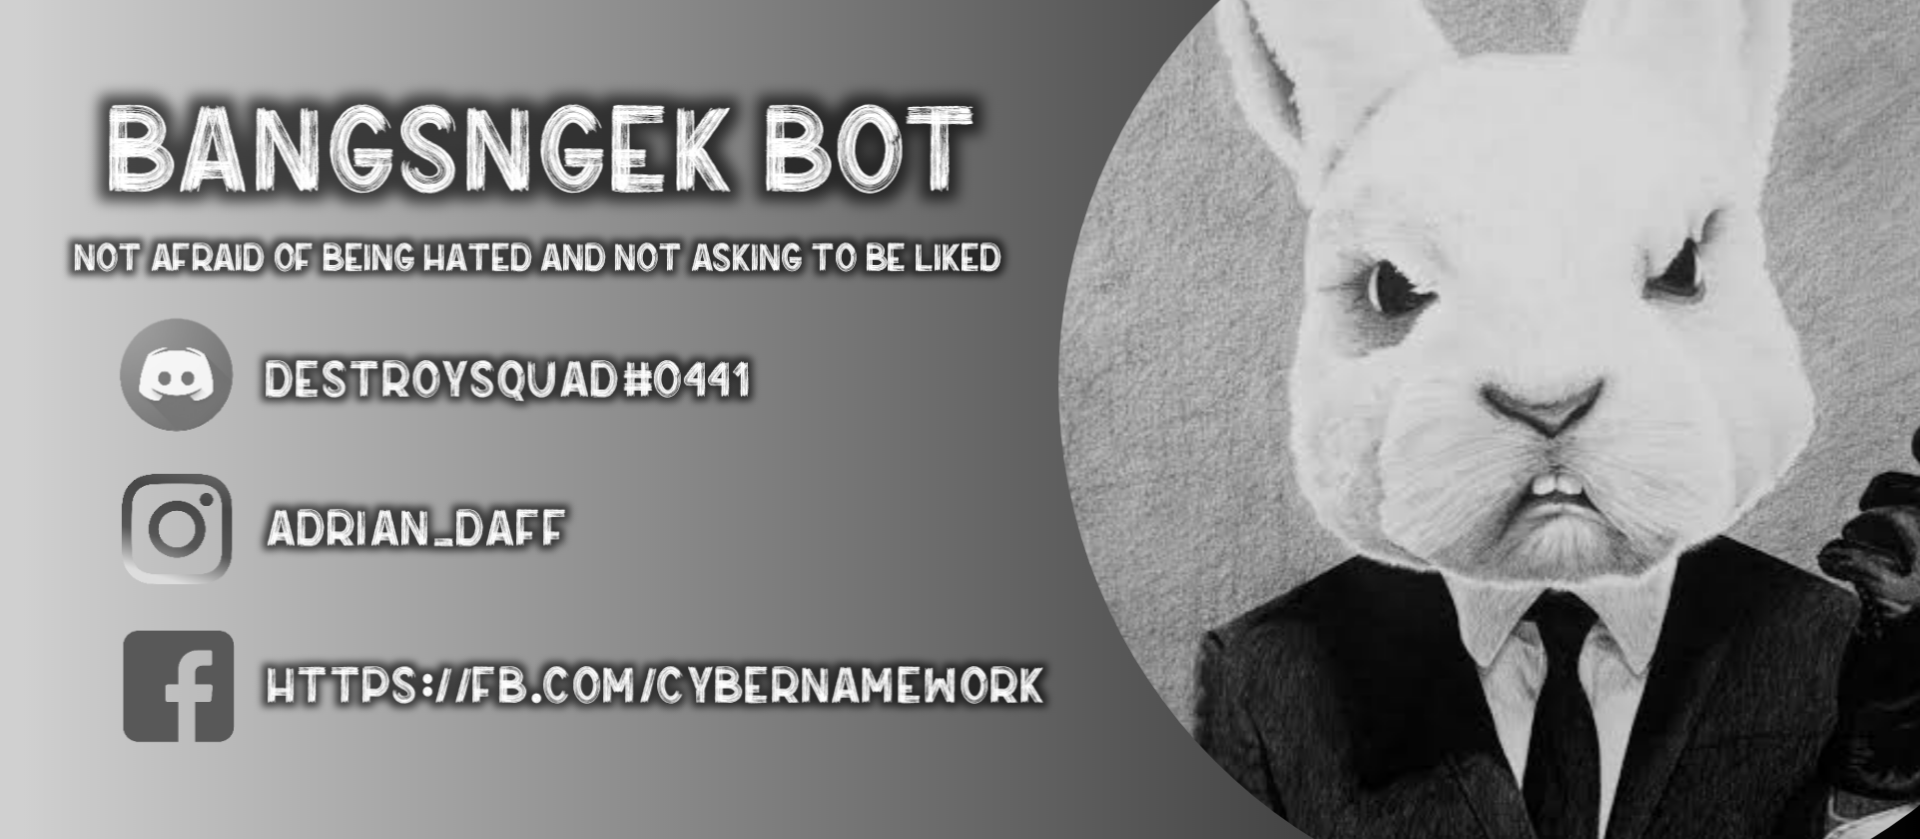 BANGSNGEK BOT
NOT AFRAID OF BEING HATED AND NOT ASKING TO BE LIKED
DESTROYSQUAD#0441
ADRIAN_DAFF
HTTPS://FB.COM/CYBERNAMEWORK